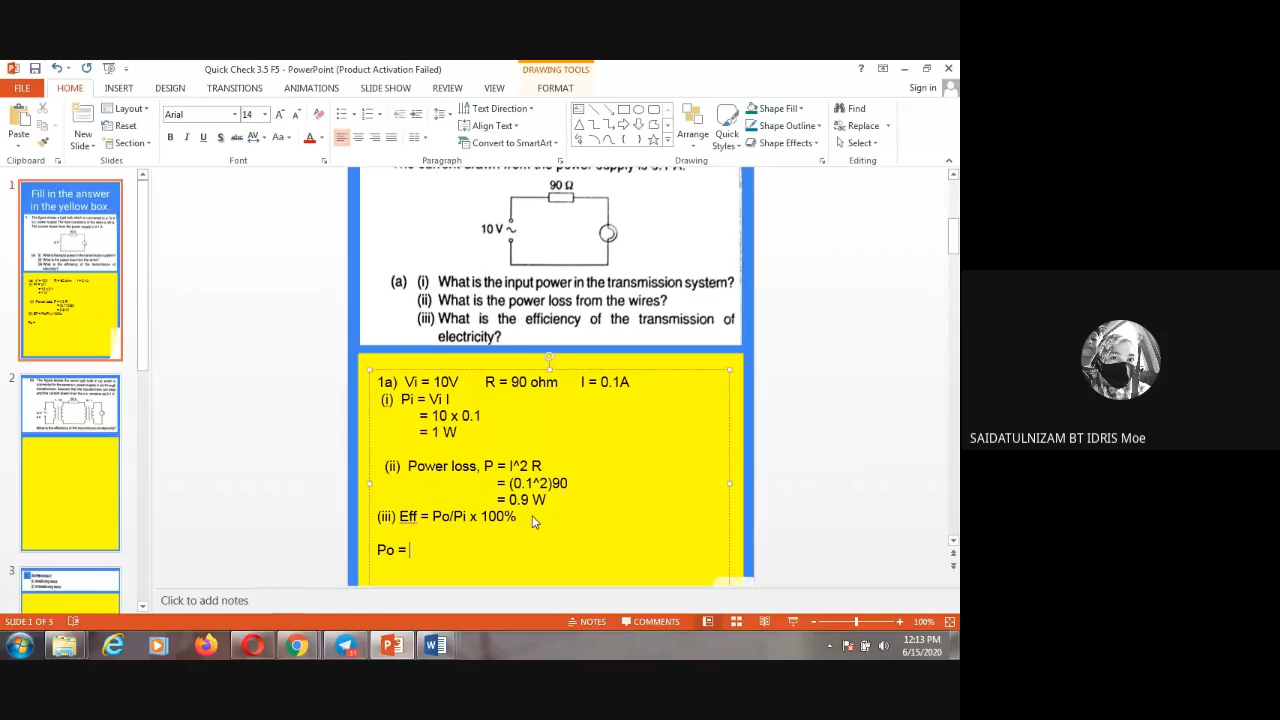 Quick Check 3.5 F5 - PowerPoint (Product Activation Failed)
DRAWING TOOLS
?
FILE HOME INSERT DESIGN TRANSITIONS ANIMATIONS SLIDE SHOW REVIEW VIEW FORMAT
Sign in
Paste
New
Slide
Layout
Reset
Section
Arial 14
B I U S abc AV Aa A
Text Direction
Align Text
Convert to SmartArt
Arrange
Quick
Styles
Shape Fill
Shape Outline
Shape Effects
Find
Replace
Select
Clipboard Slides Font Paragraph Drawing Editing
1
Fill in the answer
in the yellow box.
2
3
90 Ω
10 V ~
(a) (i) What is the input power in the transmission system?
(ii) What is the power loss from the wires?
(iii) What is the efficiency of the transmission of
electricity?
1a) Vi = 10V R = 90 ohm I = 0.1A
(i) Pi = Vi I
= 10 x 0.1
= 1 W
(ii) Power loss, P = I^2 R
= (0.1^2)90
= 0.9 W
(iii) Eff = Po/Pi x 100%
Po =
Click to add notes
SLIDE 1 OF 5
NOTES
COMMENTS
100%
12:13 PM
6/15/2020
SAIDATULNIZAM BT IDRIS Moe